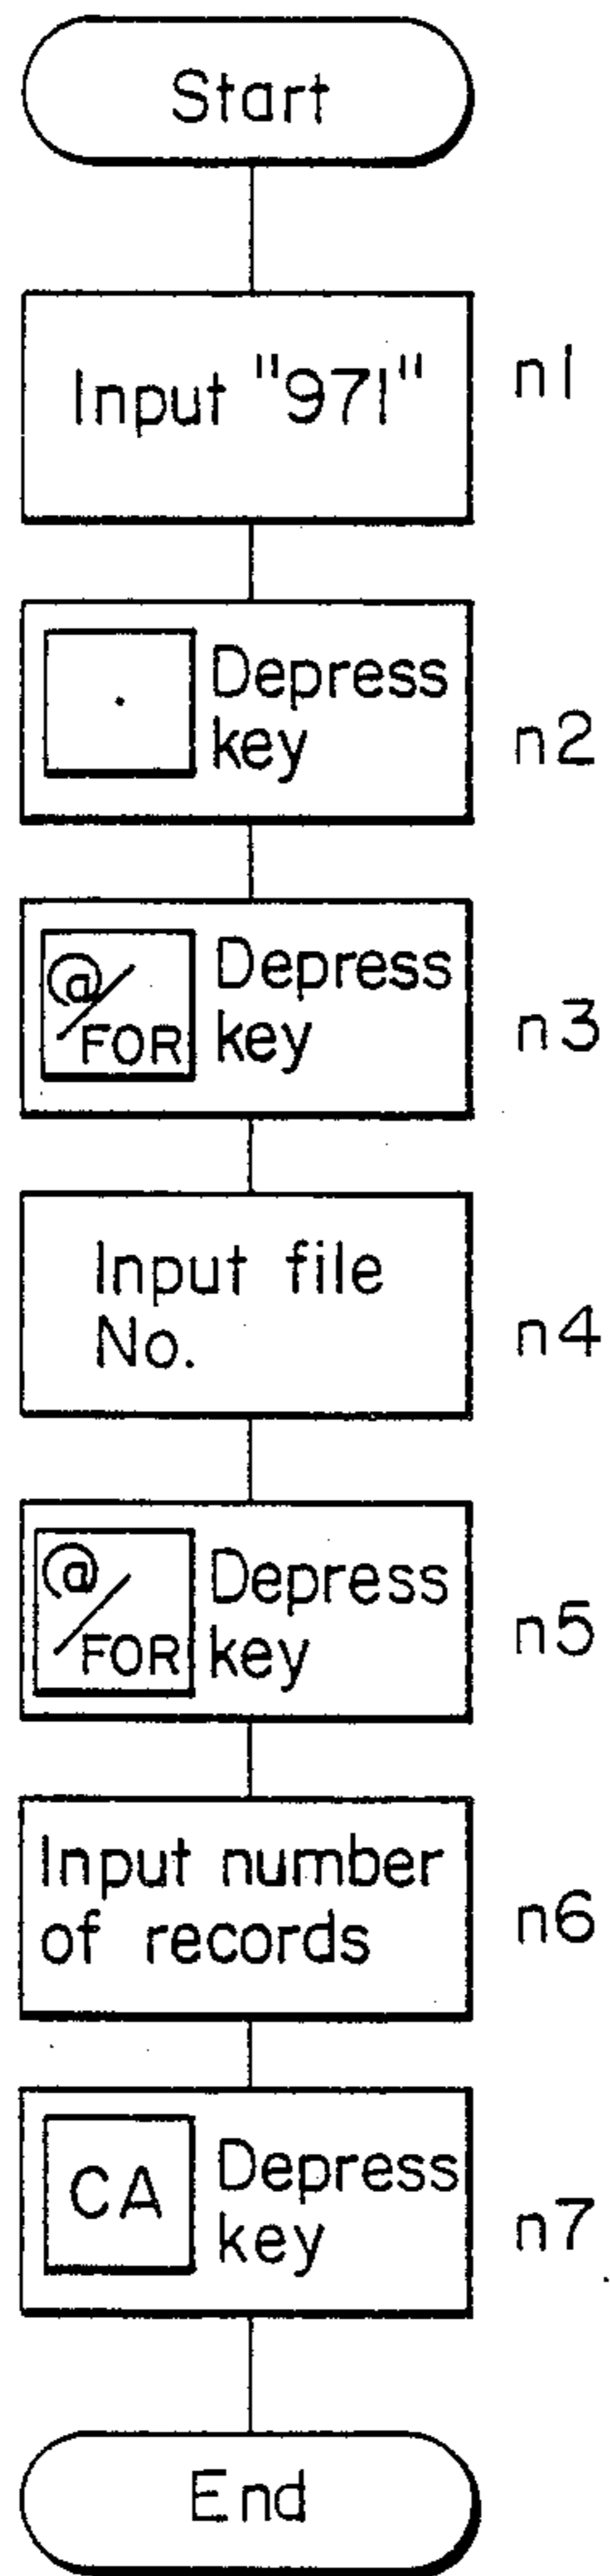 Start
Input "971"
n1
· Depress
key
n2
@/FOR Depress
key
n3
Input file
No.
n4
@/FOR Depress
key
n5
Input number
of records
n6
CA Depress
key
n7
End